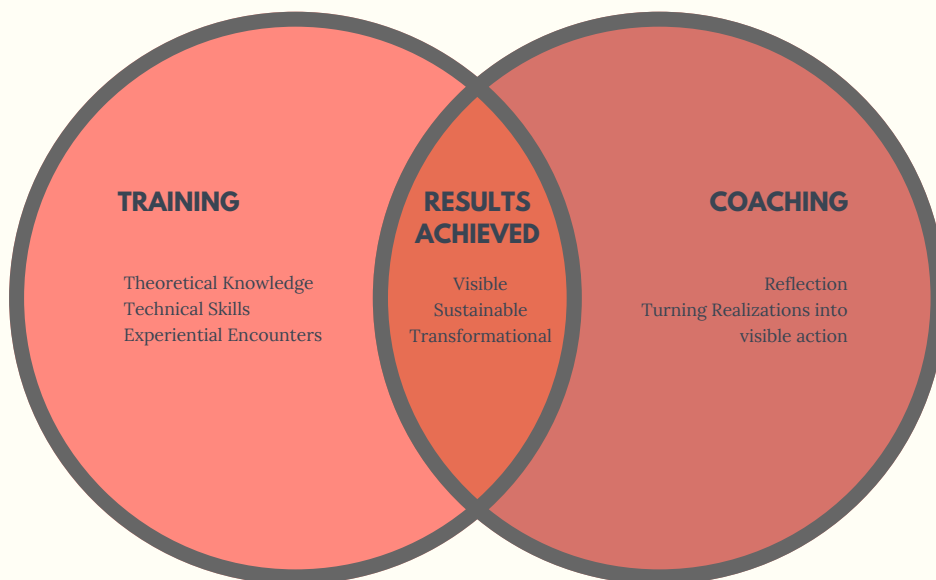 TRAINING
Theoretical Knowledge
Technical Skills
Experiential Encounters
RESULTS
ACHIEVED
Visible
Sustainable
Transformational
COACHING
Reflection
Turning Realizations into
visible action